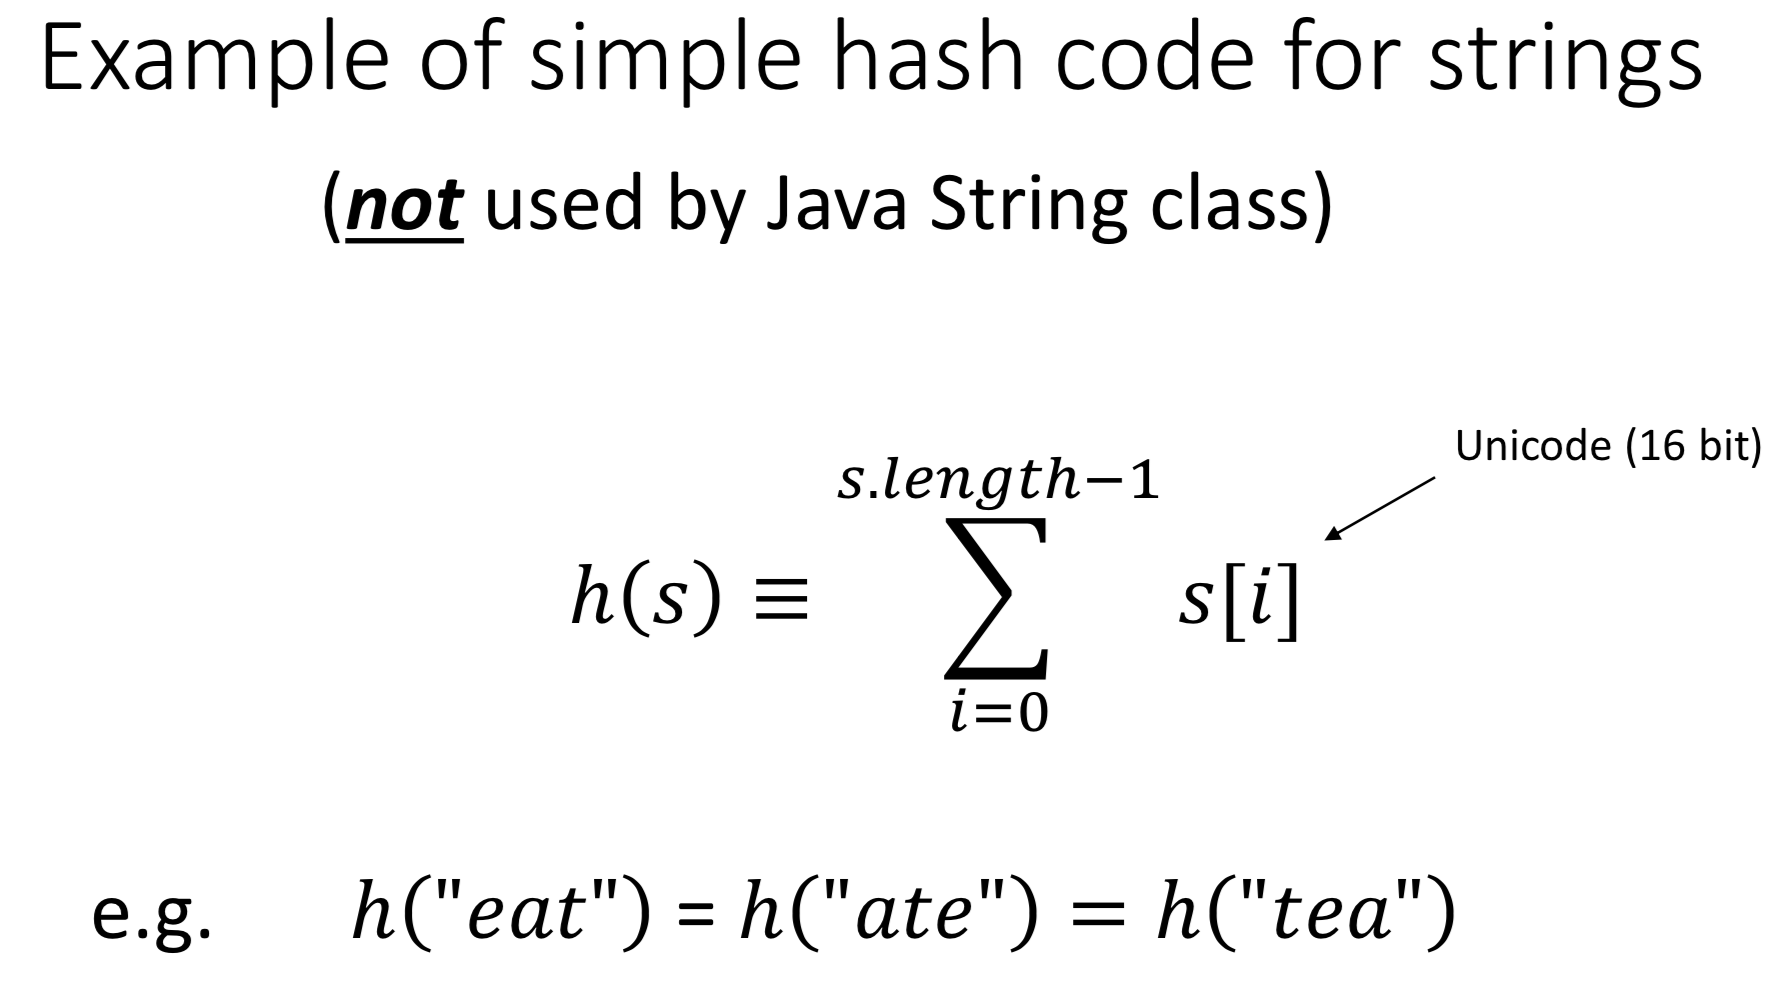 Example of simple hash code for strings
(not used by Java String class)
Unicode (16 bit)
s.length−1
h(s) ≡ ∑ s[i]
i=0
e.g. h("eat") = h("ate") = h("tea")